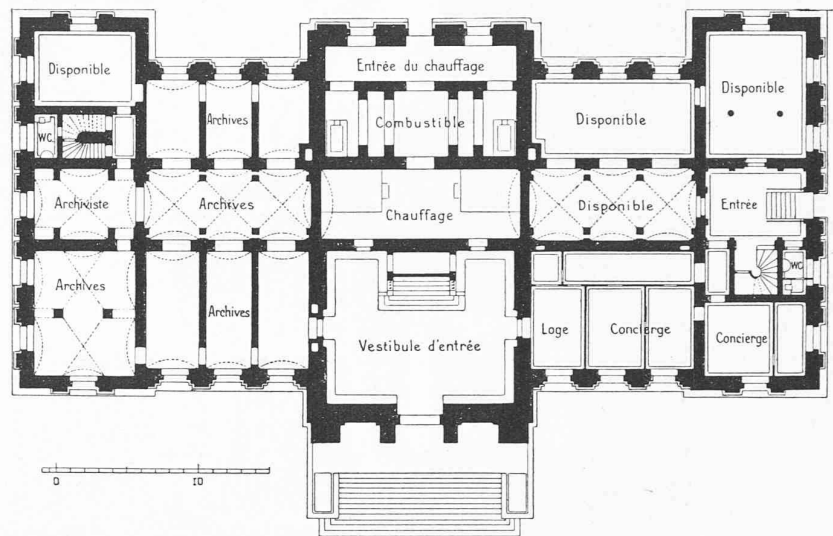 Entrée du chauffage
Disponible
Disponible
Archives
Combustible
Disponible
WC
Archiviste
Archives
Chauffage
Disponible
Entrée
WC
Archives
Archives
Vestibule d'entrée
Loge
Concierge
Concierge
0
10